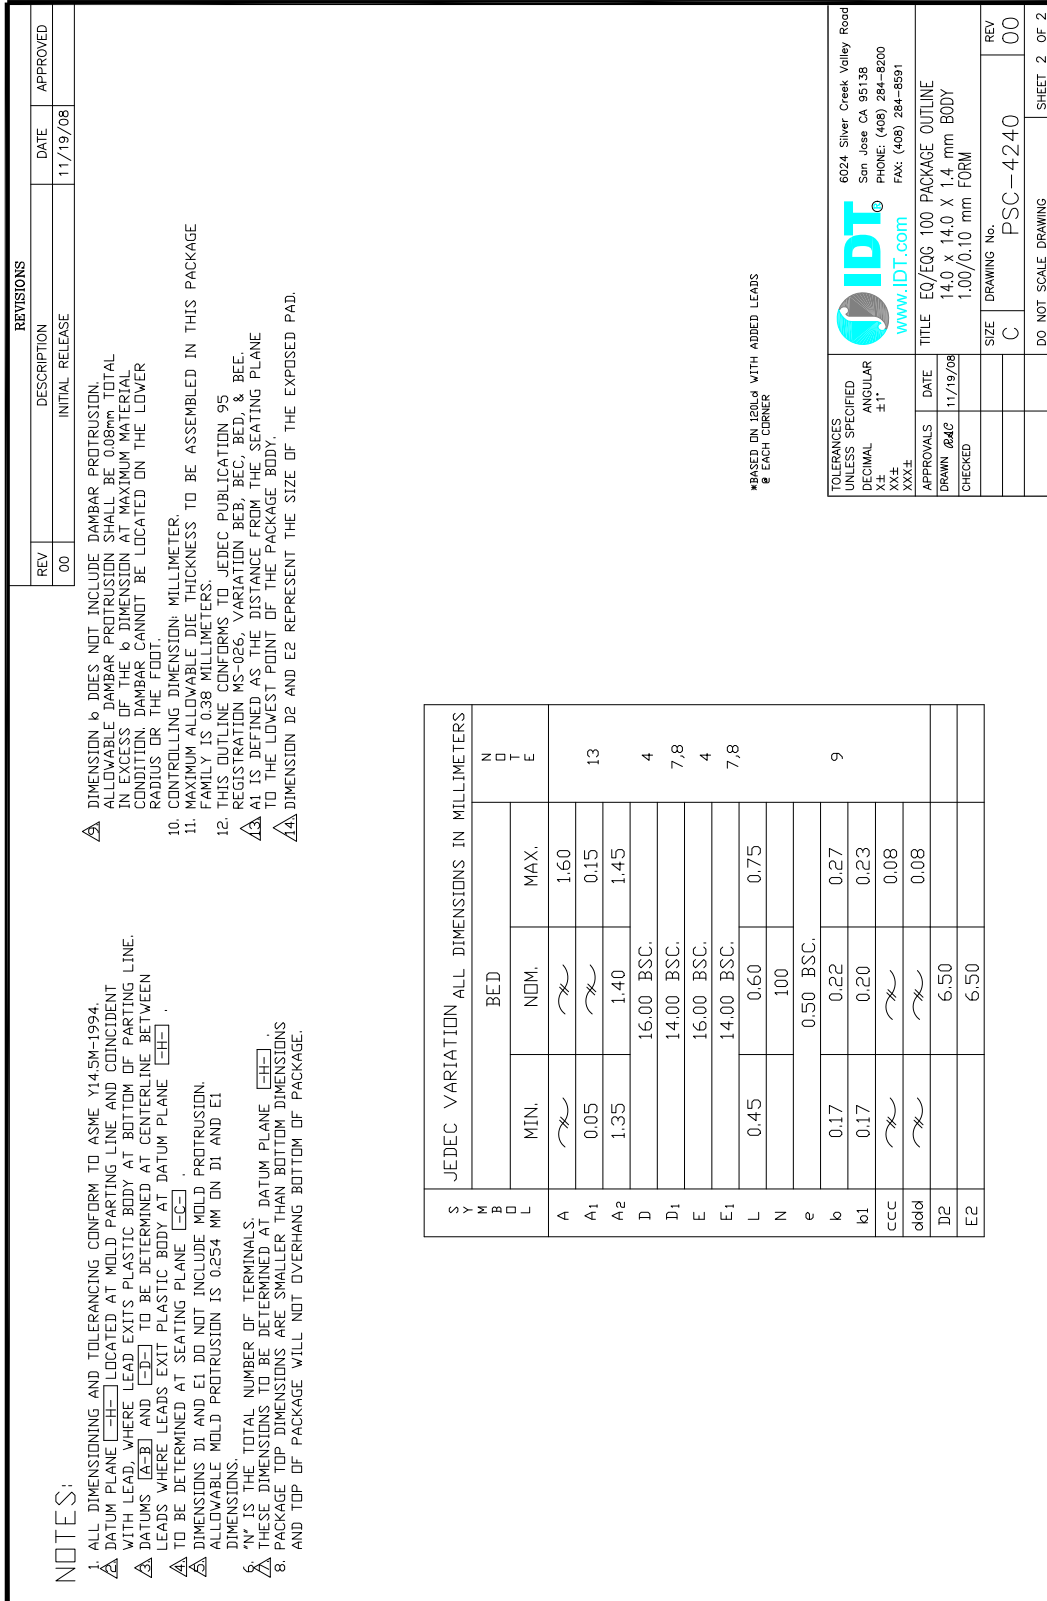 NOTES:
1. ALL DIMENSIONING AND TOLERANCING CONFORM TO ASME Y14.5M-1994.
2. DATUM PLANE -H- LOCATED AT MOLD PARTING LINE AND COINCIDENT
WITH LEAD, WHERE LEAD EXITS PLASTIC BODY AT BOTTOM OF PARTING LINE.
3. DATUMS A-B AND -D- TO BE DETERMINED AT CENTERLINE BETWEEN
LEADS WHERE LEADS EXIT PLASTIC BODY AT DATUM PLANE -H- .
4. TO BE DETERMINED AT SEATING PLANE -C- .
5. DIMENSIONS D1 AND E1 DO NOT INCLUDE MOLD PROTRUSION.
ALLOWABLE MOLD PROTRUSION IS 0.254 MM ON D1 AND E1
DIMENSIONS.
6. "N" IS THE TOTAL NUMBER OF TERMINALS.
7. THESE DIMENSIONS TO BE DETERMINED AT DATUM PLANE -H- .
8. PACKAGE TOP DIMENSIONS ARE SMALLER THAN BOTTOM DIMENSIONS
AND TOP OF PACKAGE WILL NOT OVERHANG BOTTOM OF PACKAGE.
9. DIMENSION b DOES NOT INCLUDE DAMBAR PROTRUSION.
ALLOWABLE DAMBAR PROTRUSION SHALL BE 0.08mm TOTAL
IN EXCESS OF THE b DIMENSION AT MAXIMUM MATERIAL
CONDITION. DAMBAR CANNOT BE LOCATED ON THE LOWER
RADIUS OR THE FOOT.
10. CONTROLLING DIMENSION: MILLIMETER.
11. MAXIMUM ALLOWABLE DIE THICKNESS TO BE ASSEMBLED IN THIS PACKAGE
FAMILY IS 0.38 MILLIMETERS.
12. THIS OUTLINE CONFORMS TO JEDEC PUBLICATION 95
REGISTRATION MS-026, VARIATION BEB, BEC, BED, & BEE.
13. A1 IS DEFINED AS THE DISTANCE FROM THE SEATING PLANE
TO THE LOWEST POINT OF THE PACKAGE BODY.
14. DIMENSION D2 AND E2 REPRESENT THE SIZE OF THE EXPOSED PAD.
REVISIONS
REV DESCRIPTION DATE APPROVED
00 INITIAL RELEASE 11/19/08
SYMBOL JEDEC VARIATION ALL DIMENSIONS IN MILLIMETERS
BED NOTE
MIN. NOM. MAX.
A 1.60
A1 0.05 0.15 13
A2 1.35 1.40 1.45
D 16.00 BSC. 4
D1 14.00 BSC. 7,8
E 16.00 BSC. 4
E1 14.00 BSC. 7,8
L 0.45 0.60 0.75
N 100
e 0.50 BSC.
b 0.17 0.22 0.27 9
b1 0.17 0.20 0.23
ccc 0.08
ddd 0.08
D2 6.50
E2 6.50
*BASED ON 120Ld WITH ADDED LEADS
@ EACH CORNER
TOLERANCES
UNLESS SPECIFIED
DECIMAL ANGULAR
X± ±1°
XX±
XXX±
APPROVALS DATE
DRAWN RAC 11/19/08
CHECKED
IDT®
www.IDT.com
6024 Silver Creek Valley Road
San Jose CA 95138
PHONE: (408) 284-8200
FAX: (408) 284-8591
TITLE EQ/EQG 100 PACKAGE OUTLINE
14.0 x 14.0 X 1.4 mm BODY
1.00/0.10 mm FORM
SIZE DRAWING No. REV
C PSC-4240 00
DO NOT SCALE DRAWING SHEET 2 OF 2